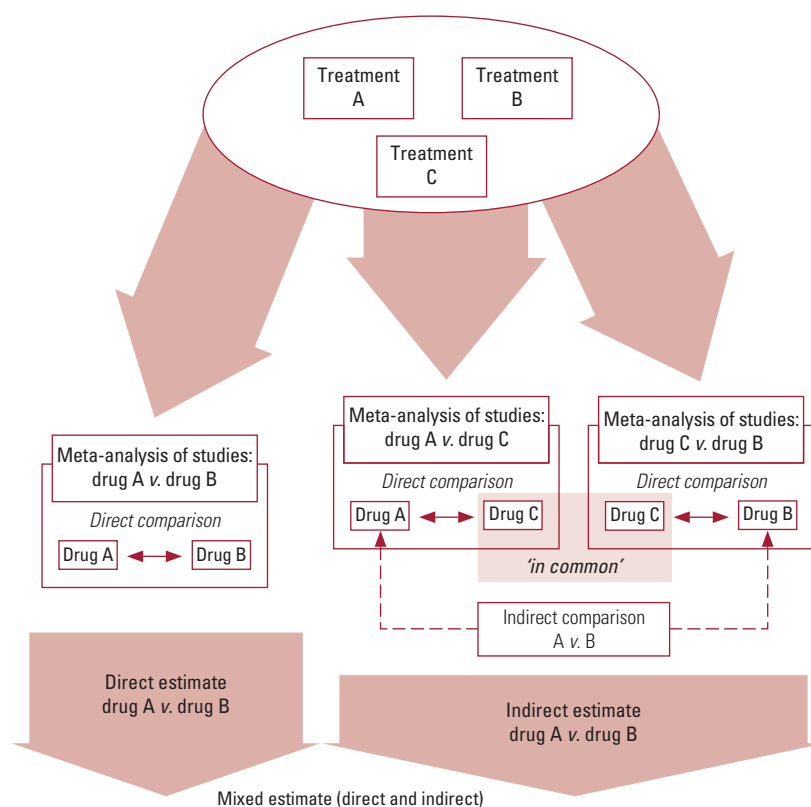 Treatment
A
Treatment
B
Treatment
C
Meta-analysis of studies:
drug A v. drug B
Direct comparison
Drug A
Drug B
Meta-analysis of studies:
drug A v. drug C
Direct comparison
Drug A
Drug C
Meta-analysis of studies:
drug C v. drug B
Direct comparison
Drug C
Drug B
'in common'
Indirect comparison
A v. B
Direct estimate
drug A v. drug B
Indirect estimate
drug A v. drug B
Mixed estimate (direct and indirect)